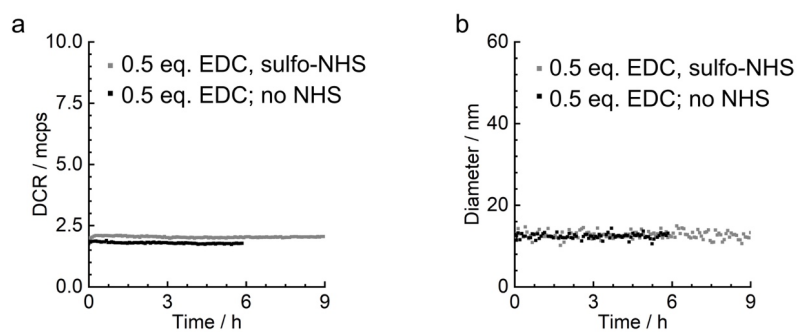 a
10.0
7.5
5.0
2.5
0.0
DCR / mcps
0.5 eq. EDC, sulfo-NHS
0.5 eq. EDC; no NHS
0 3 6 9
Time / h
b
60
40
20
0
Diameter / nm
0.5 eq. EDC, sulfo-NHS
0.5 eq. EDC; no NHS
0 3 6 9
Time / h